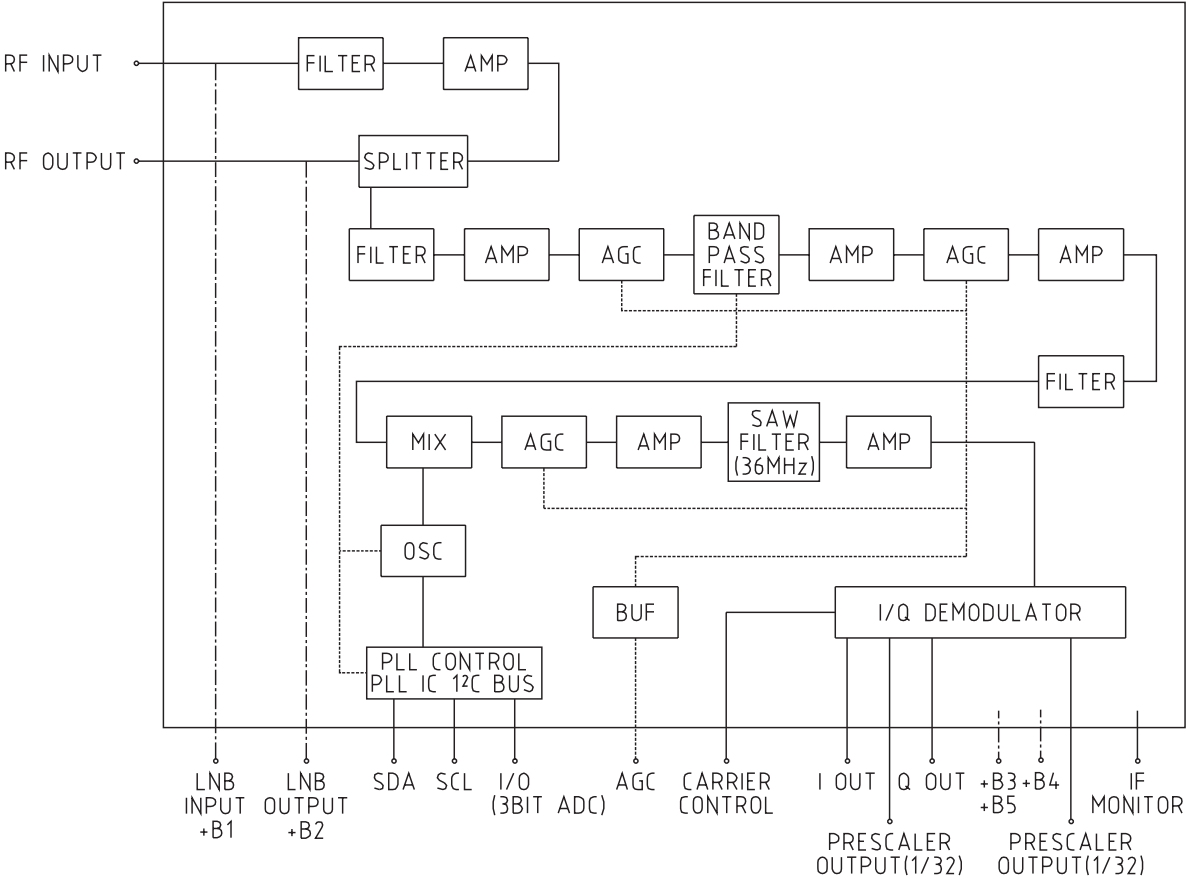 RF INPUT
FILTER
AMP
RF OUTPUT
SPLITTER
FILTER
AMP
AGC
BAND
PASS
FILTER
AMP
AGC
AMP
FILTER
MIX
AGC
AMP
SAW
FILTER
(36MHz)
AMP
OSC
BUF
I/Q DEMODULATOR
PLL CONTROL
PLL IC 1²C BUS
LNB
INPUT
+B1
LNB
OUTPUT
+B2
SDA
SCL
I/O
(3BIT ADC)
AGC
CARRIER
CONTROL
I OUT
Q OUT
+B3
+B5
+B4
IF
MONITOR
PRESCALER
OUTPUT(1/32)
PRESCALER
OUTPUT(1/32)